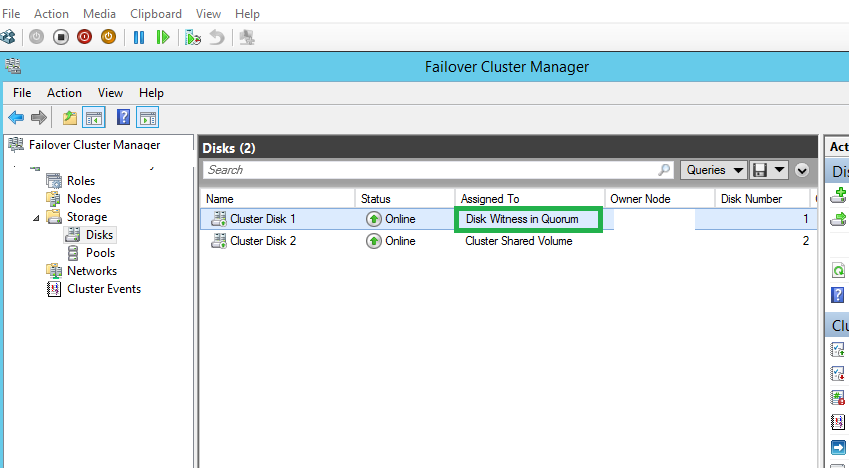 File Action Media Clipboard View Help
Failover Cluster Manager
File Action View Help
Failover Cluster Manager
Roles
Nodes
Storage
Disks
Pools
Networks
Cluster Events
Disks (2)
Search
Queries
Name Status Assigned To Owner Node Disk Number
Cluster Disk 1 Online Disk Witness in Quorum 1
Cluster Disk 2 Online Cluster Shared Volume 2
Act
Dis
Clu